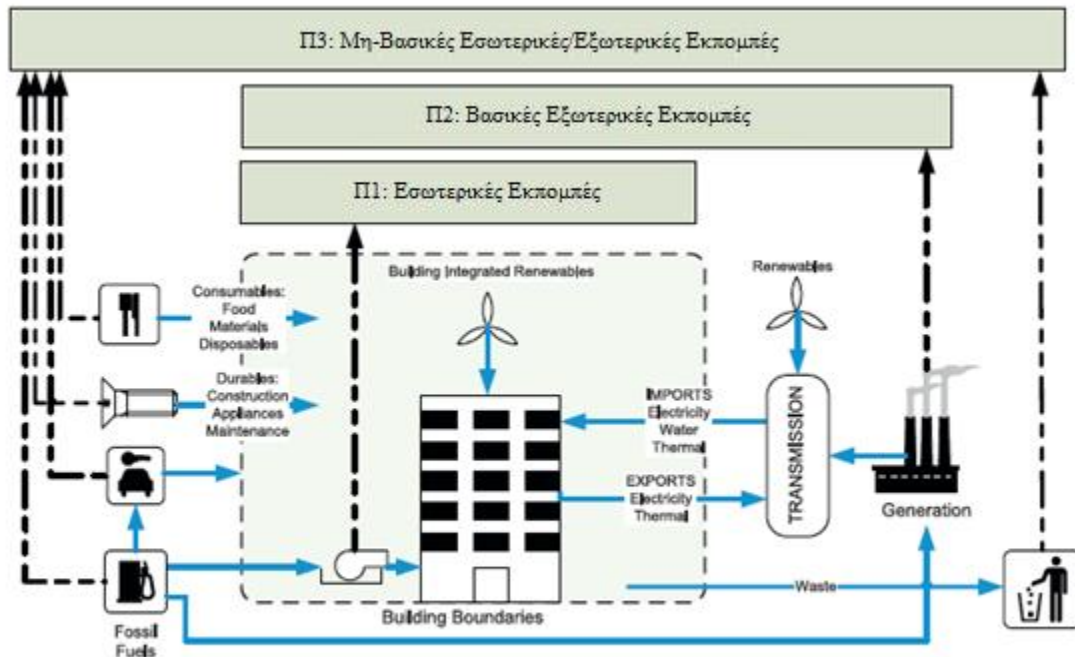 Π3: Μη-Βασικές Εσωτερικές/Εξωτερικές Εκπομπές
Π2: Βασικές Εξωτερικές Εκπομπές
Π1: Εσωτερικές Εκπομπές
Building Integrated Renewables
Renewables
Consumables:
Food
Materials
Disposables
Durables:
Construction
Appliances
Maintenance
IMPORTS
Electricity
Water
Thermal
EXPORTS
Electricity
Thermal
TRANSMISSION
Generation
Waste
Building Boundaries
Fossil
Fuels